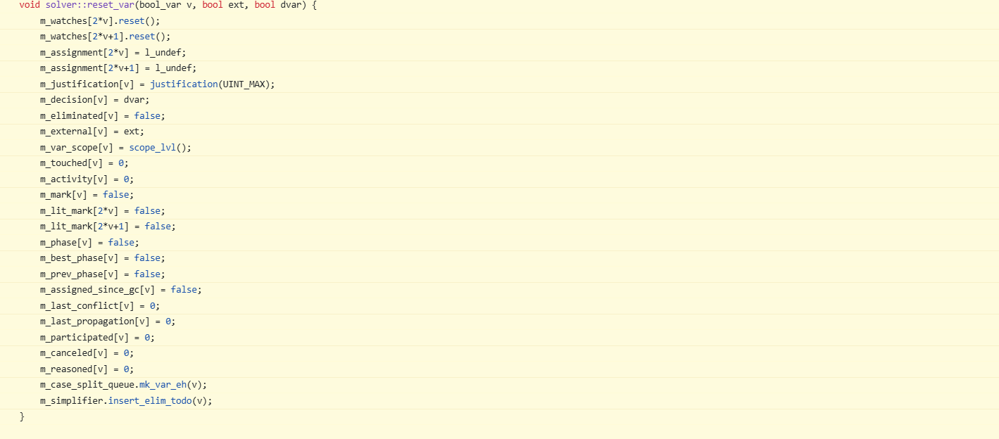 void solver::reset_var(bool_var v, bool ext, bool dvar) {
    m_watches[2*v].reset();
    m_watches[2*v+1].reset();
    m_assignment[2*v] = l_undef;
    m_assignment[2*v+1] = l_undef;
    m_justification[v] = justification(UINT_MAX);
    m_decision[v] = dvar;
    m_eliminated[v] = false;
    m_external[v] = ext;
    m_var_scope[v] = scope_lvl();
    m_touched[v] = 0;
    m_activity[v] = 0;
    m_mark[v] = false;
    m_lit_mark[2*v] = false;
    m_lit_mark[2*v+1] = false;
    m_phase[v] = false;
    m_best_phase[v] = false;
    m_prev_phase[v] = false;
    m_assigned_since_gc[v] = false;
    m_last_conflict[v] = 0;
    m_last_propagation[v] = 0;
    m_participated[v] = 0;
    m_canceled[v] = 0;
    m_reasoned[v] = 0;
    m_case_split_queue.mk_var_eh(v);
    m_simplifier.insert_elim_todo(v);
}